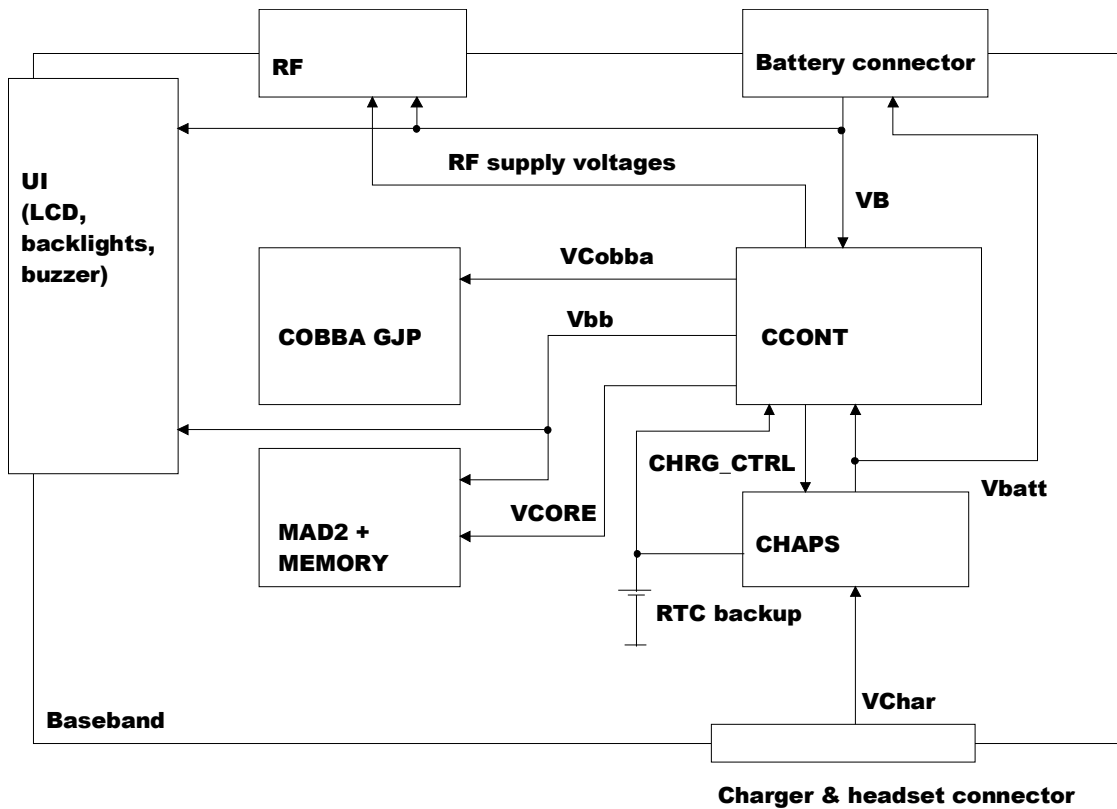 RF
Battery connector
RF supply voltages
UI
(LCD,
backlights,
buzzer)
VB
VCobba
Vbb
COBBA GJP
CCONT
CHRG_CTRL
Vbatt
VCORE
MAD2 +
MEMORY
CHAPS
RTC backup
VChar
Baseband
Charger & headset connector